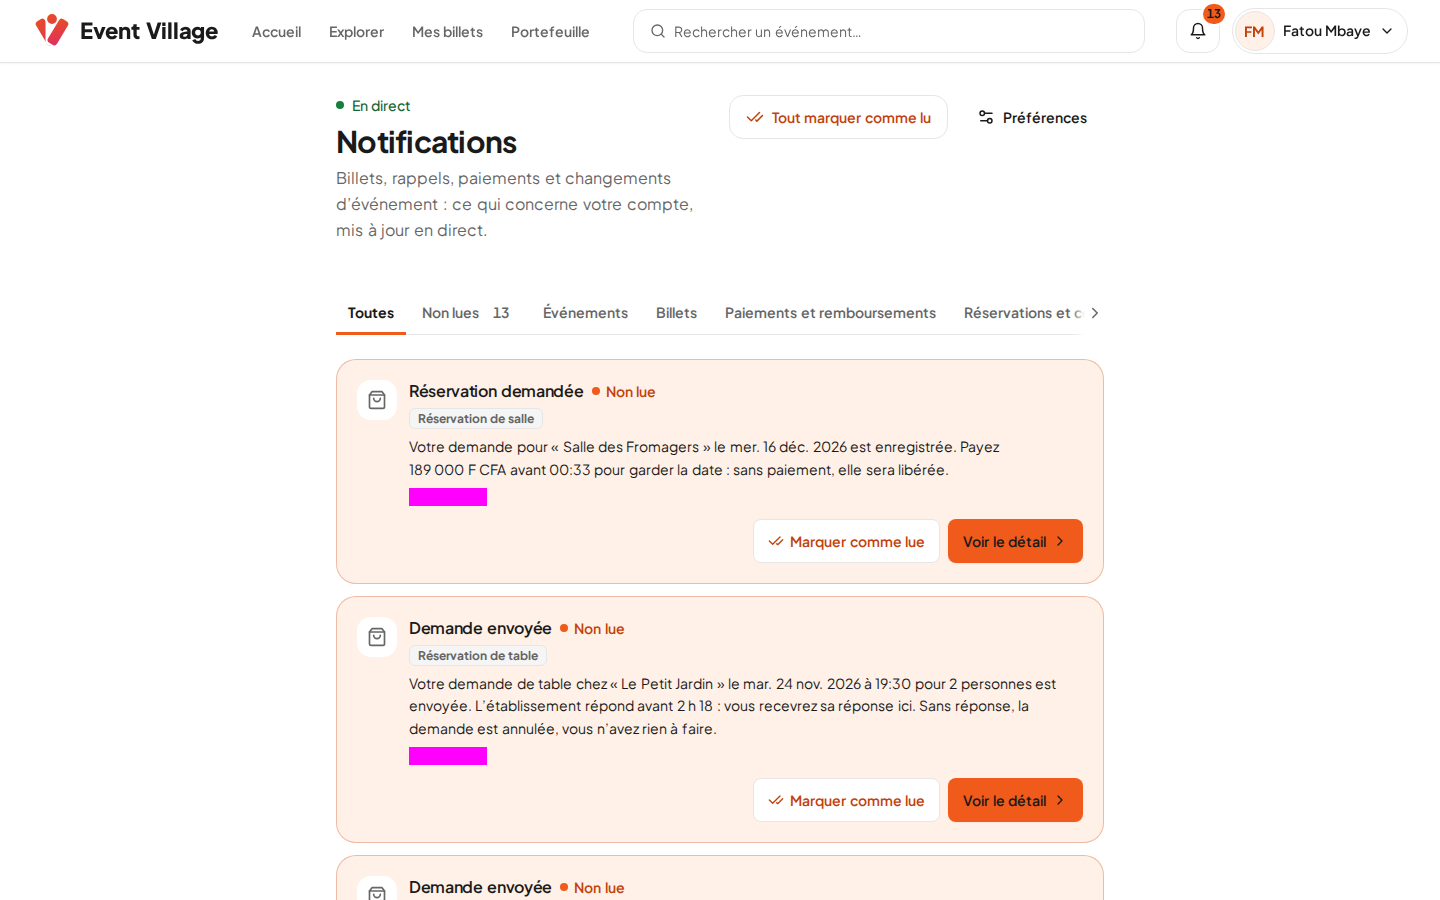 Event Village
Accueil
Explorer
Mes billets
Portefeuille
Rechercher un événement…
13
FM
Fatou Mbaye
En direct
Notifications
Billets, rappels, paiements et changements
d’événement : ce qui concerne votre compte,
mis à jour en direct.
Tout marquer comme lu
Préférences
Toutes
Non lues 13
Événements
Billets
Paiements et remboursements
Réservations et
Réservation demandée
Non lue
Réservation de salle
Votre demande pour « Salle des Fromagers » le mer. 16 déc. 2026 est enregistrée. Payez
189 000 F CFA avant 00:33 pour garder la date : sans paiement, elle sera libérée.
Marquer comme lue
Voir le détail
Demande envoyée
Non lue
Réservation de table
Votre demande de table chez « Le Petit Jardin » le mar. 24 nov. 2026 à 19:30 pour 2 personnes est
envoyée. L’établissement répond avant 2 h 18 : vous recevrez sa réponse ici. Sans réponse, la
demande est annulée, vous n’avez rien à faire.
Marquer comme lue
Voir le détail
Demande envoyée
Non lue